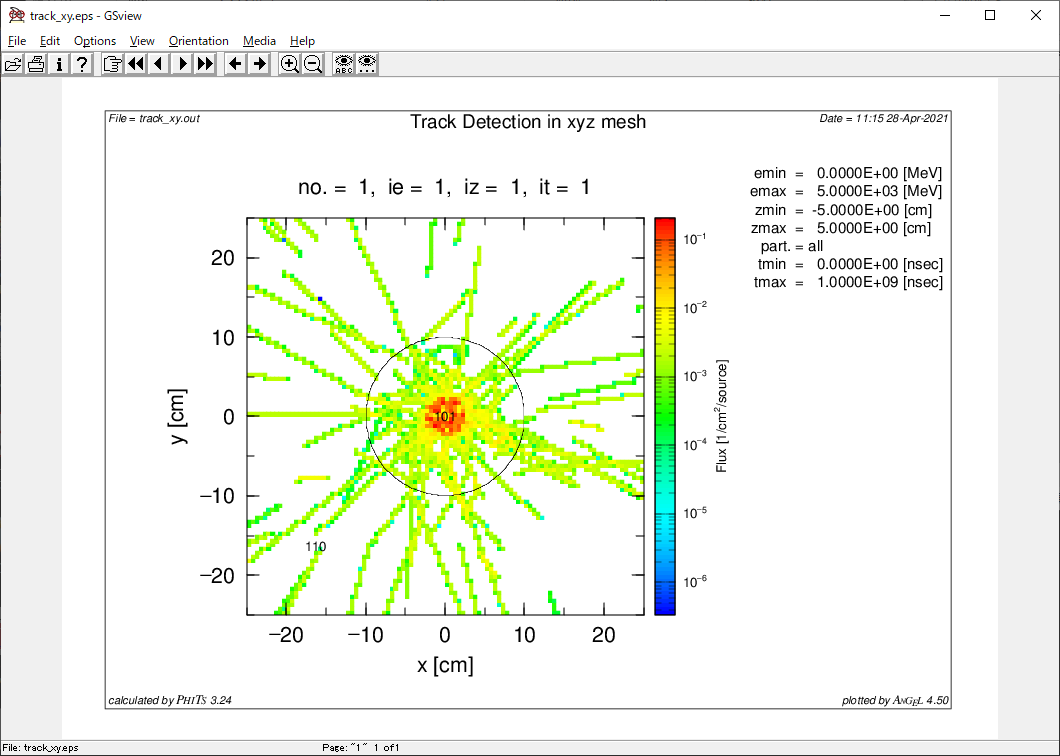 track_xy.eps - GSview
File Edit Options View Orientation Media Help
ABC
File = track_xy.out
Track Detection in xyz mesh
Date = 11:15 28-Apr-2021
no. = 1, ie = 1, iz = 1, it = 1
emin = 0.0000E+00 [MeV]
emax = 5.0000E+03 [MeV]
zmin = -5.0000E+00 [cm]
zmax = 5.0000E+00 [cm]
part. = all
tmin = 0.0000E+00 [nsec]
tmax = 1.0000E+09 [nsec]
20
10
0
−10
−20
y [cm]
101
110
−20 −10 0 10 20
x [cm]
10⁻¹
10⁻²
10⁻³
10⁻⁴
10⁻⁵
10⁻⁶
Flux [1/cm²/source]
calculated by PHITS 3.24
plotted by ANGEL 4.50
File: track_xy.eps
Page: "1" 1 of 1